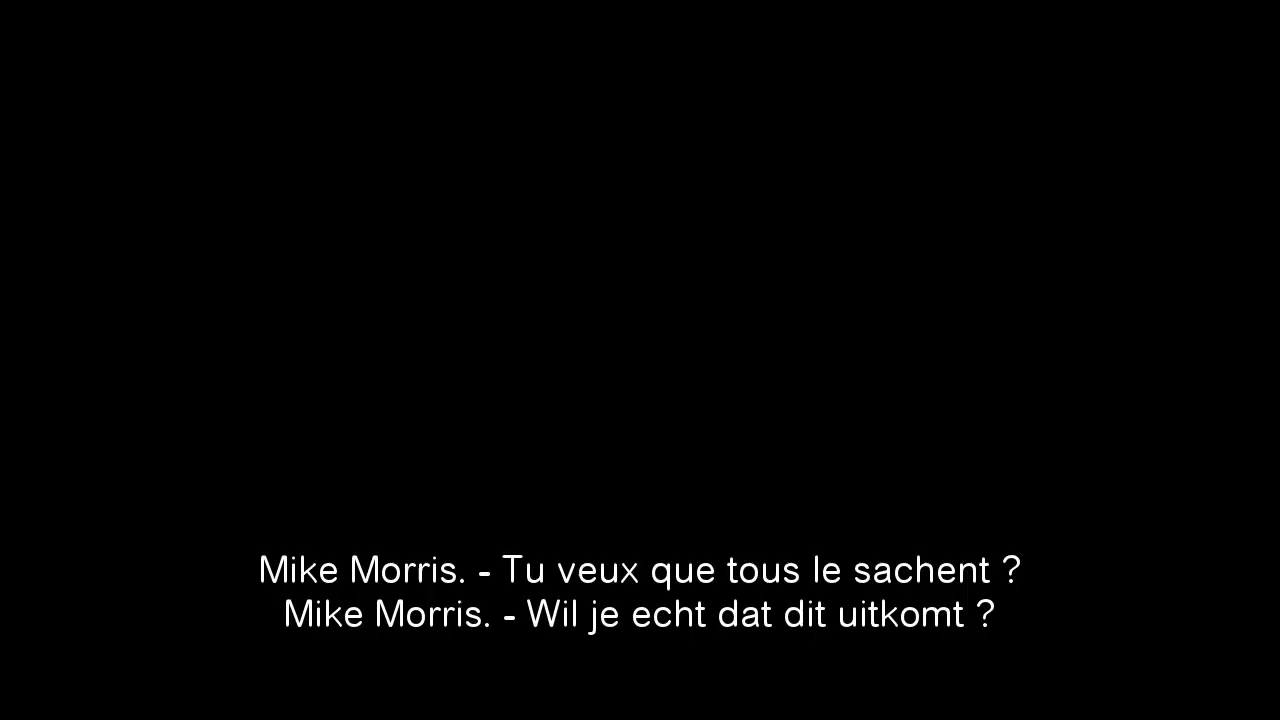 Mike Morris. - Tu veux que tous le sachent ?
Mike Morris. - Wil je echt dat dit uitkomt ?